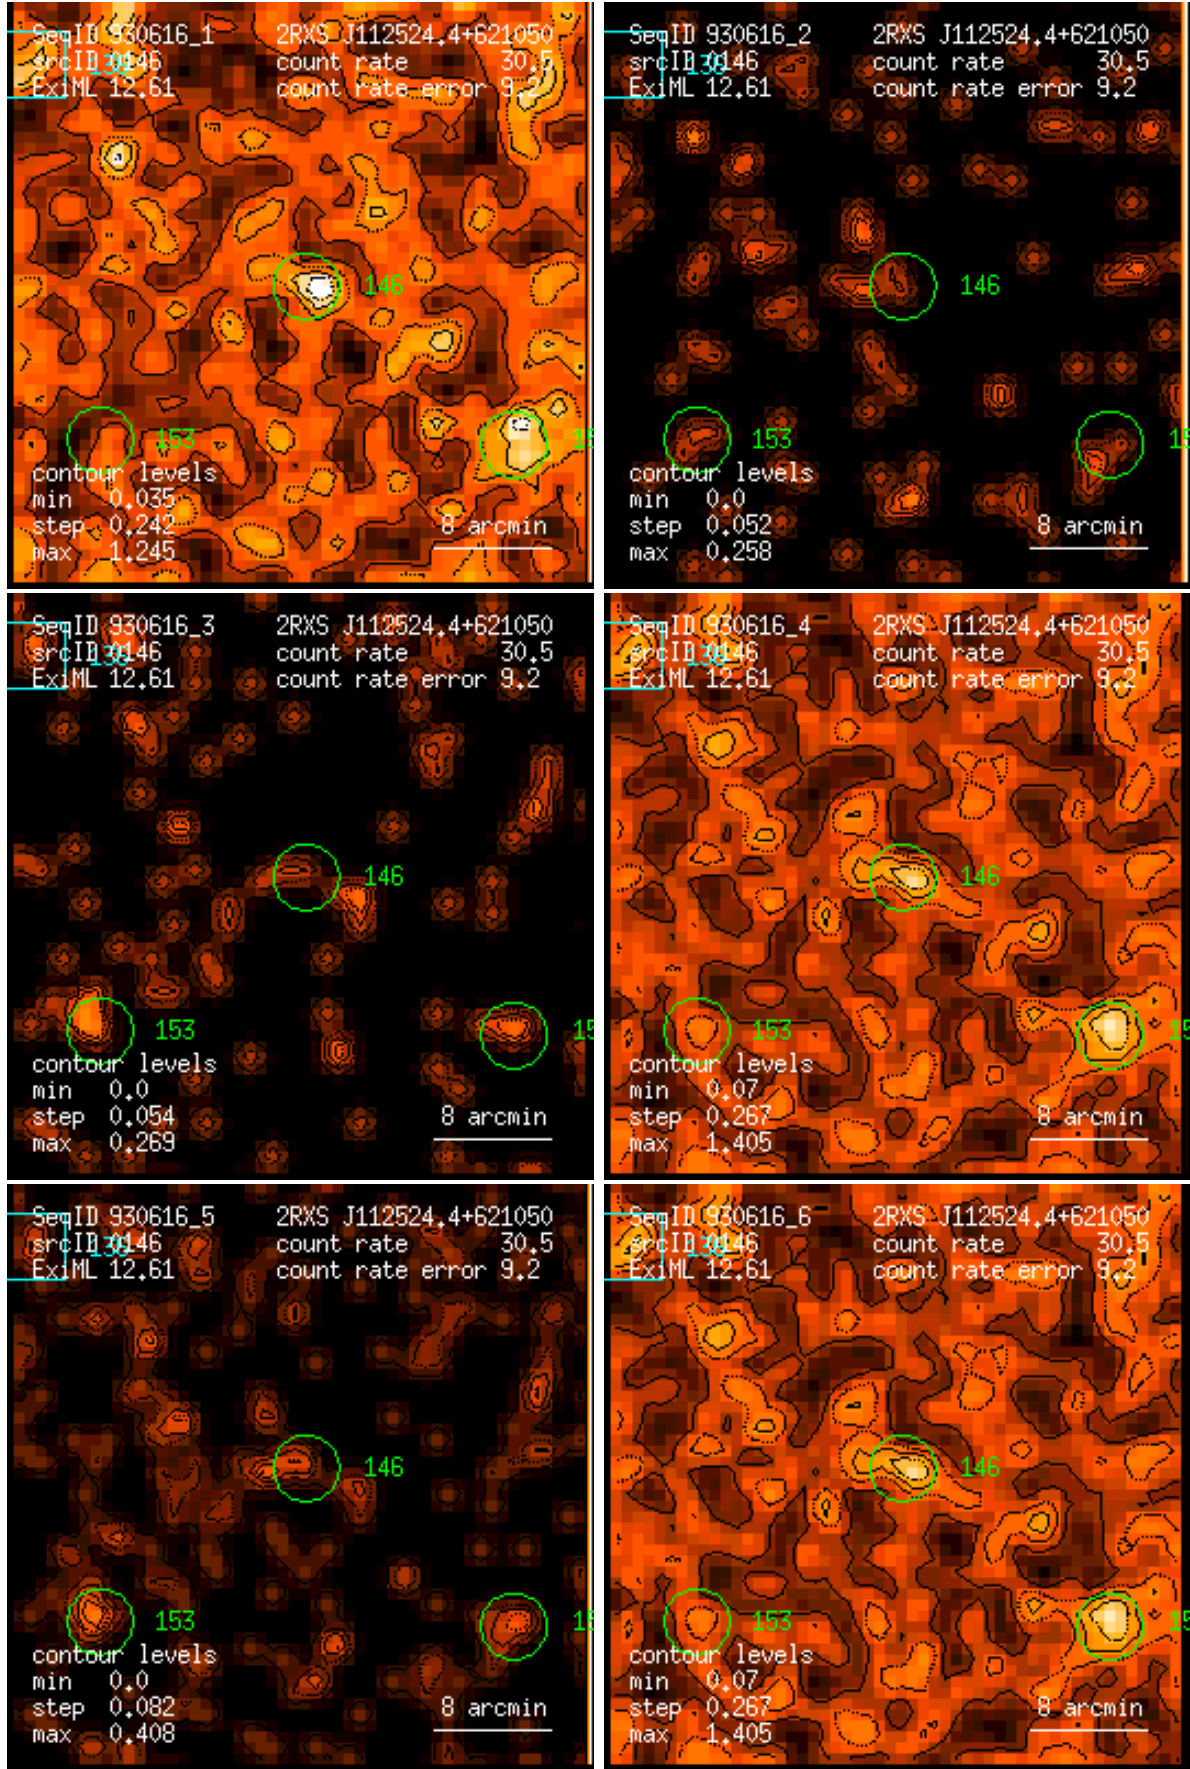 SeqID 930616_1 2RXS J112524.4+621050
srcID 0146 count rate 30.5
ExiML 12.61 count rate error 9.2
146
153
contour levels
min 0.035
step 0.242
max 1.245
8 arcmin
SeqID 930616_2 2RXS J112524.4+621050
srcID 0146 count rate 30.5
ExiML 12.61 count rate error 9.2
146
153
contour levels
min 0.0
step 0.052
max 0.258
8 arcmin
SeqID 930616_3 2RXS J112524.4+621050
srcID 0146 count rate 30.5
ExiML 12.61 count rate error 9.2
146
153
contour levels
min 0.0
step 0.054
max 0.269
8 arcmin
SeqID 930616_4 2RXS J112524.4+621050
srcID 0146 count rate 30.5
ExiML 12.61 count rate error 9.2
146
153
contour levels
min 0.07
step 0.267
max 1.405
8 arcmin
SeqID 930616_5 2RXS J112524.4+621050
srcID 0146 count rate 30.5
ExiML 12.61 count rate error 9.2
146
153
contour levels
min 0.0
step 0.082
max 0.408
8 arcmin
SeqID 930616_6 2RXS J112524.4+621050
srcID 0146 count rate 30.5
ExiML 12.61 count rate error 9.2
146
153
contour levels
min 0.07
step 0.267
max 1.405
8 arcmin